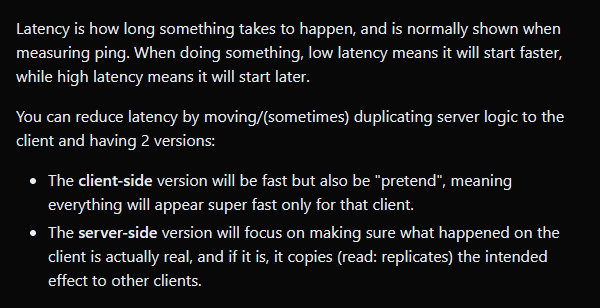 Latency is how long something takes to happen, and is normally shown when
measuring ping. When doing something, low latency means it will start faster,
while high latency means it will start later.
You can reduce latency by moving/(sometimes) duplicating server logic to the
client and having 2 versions:
• The client-side version will be fast but also be "pretend", meaning
everything will appear super fast only for that client.
• The server-side version will focus on making sure what happened on the
client is actually real, and if it is, it copies (read: replicates) the intended
effect to other clients.